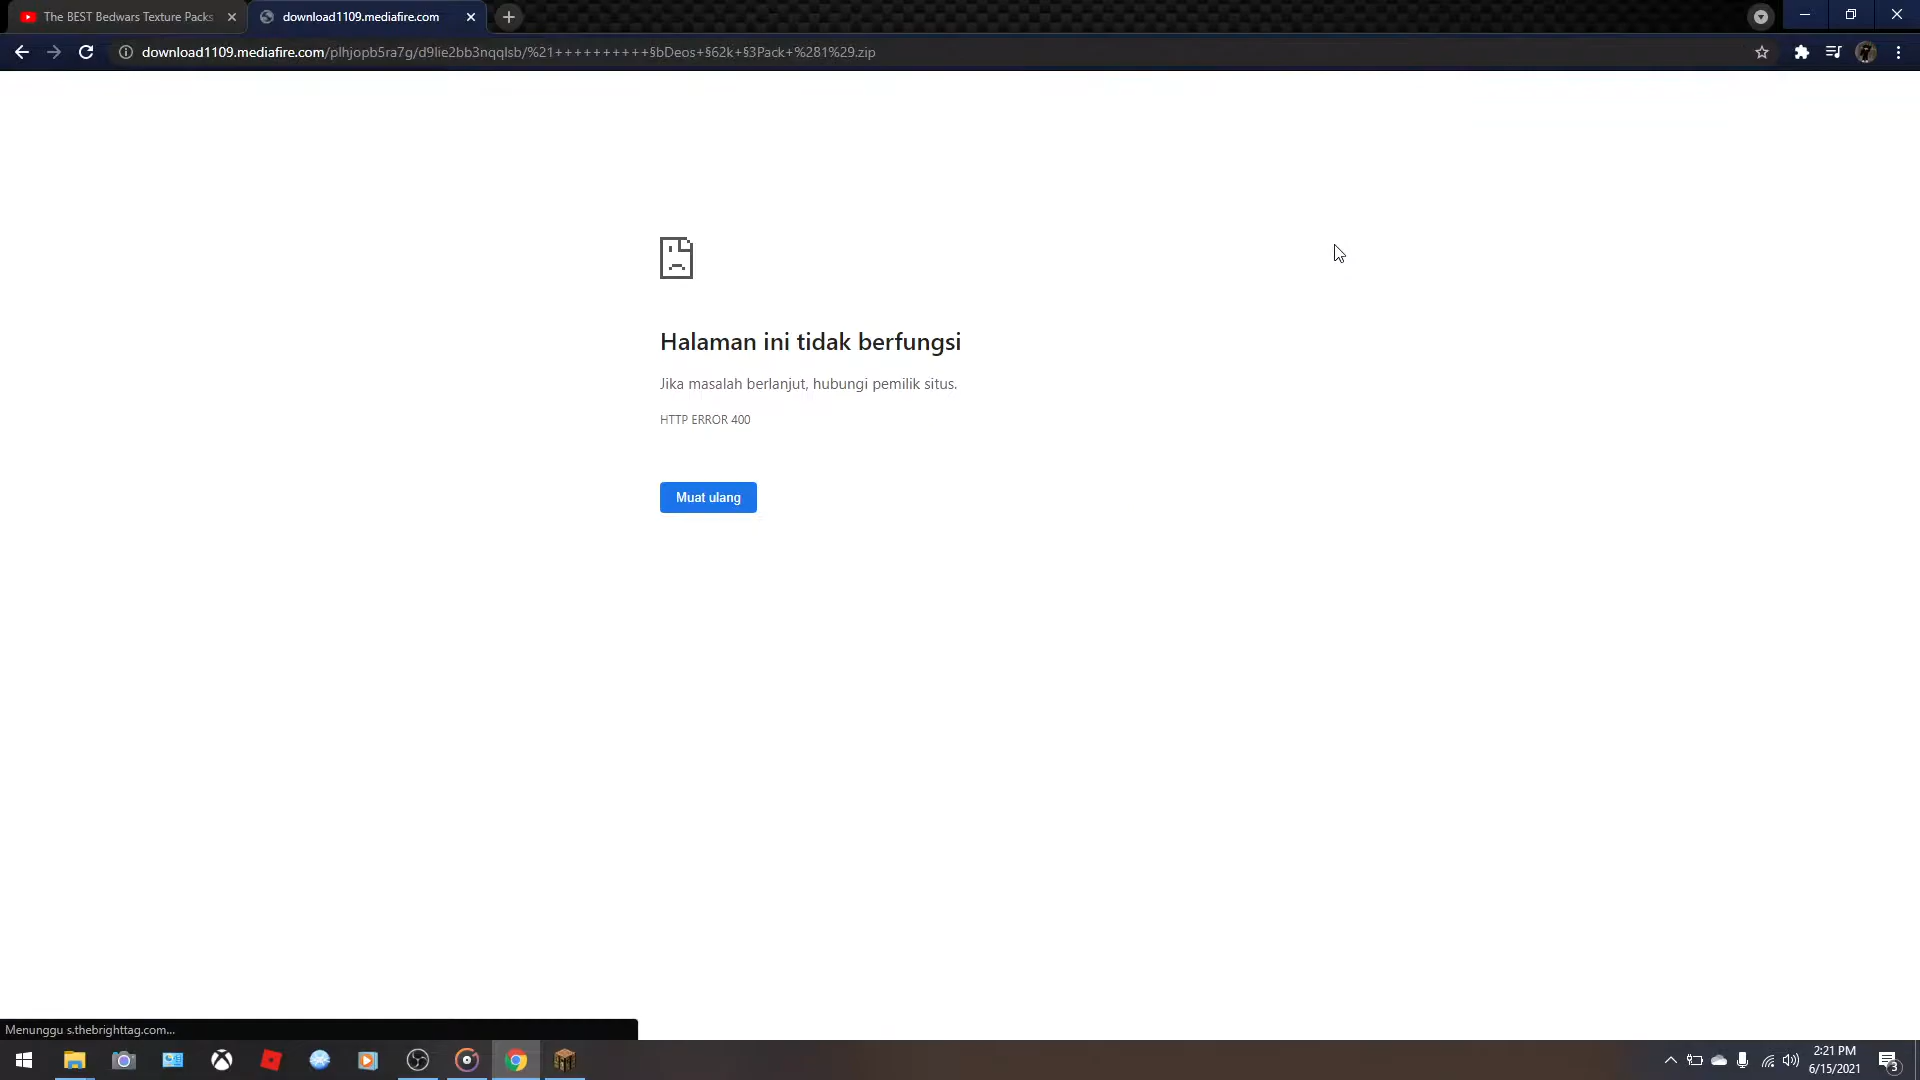 The BEST Bedwars Texture Packs
download1109.mediafire.com
download1109.mediafire.com/plhjopb5ra7g/d9lie2bb3nqqlsb/%21++++++++++§bDeos+§62k+§3Pack+%281%29.zip
Halaman ini tidak berfungsi
Jika masalah berlanjut, hubungi pemilik situs.
HTTP ERROR 400
Muat ulang
Menunggu s.thebrighttag.com...
2:21 PM
6/15/2021
3